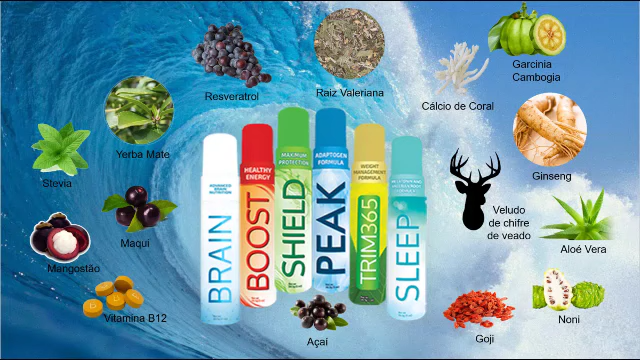 Resveratrol
Raiz Valeriana
Garcinia
Cambogia
Cálcio de Coral
Yerba Mate
Stevia
Ginseng
Maqui
Veludo
de chifre
de veado
Aloé Vera
Mangostão
Vitamina B12
Açaí
Goji
Noni
BRAIN
HEALTHY
ENERGY
BOOST
MAXIMUM
PROTECTION
SHIELD
ADAPTOGEN
FORMULA
PEAK
WEIGHT
MANAGEMENT
FORMULA
TRIM365
SLEEP